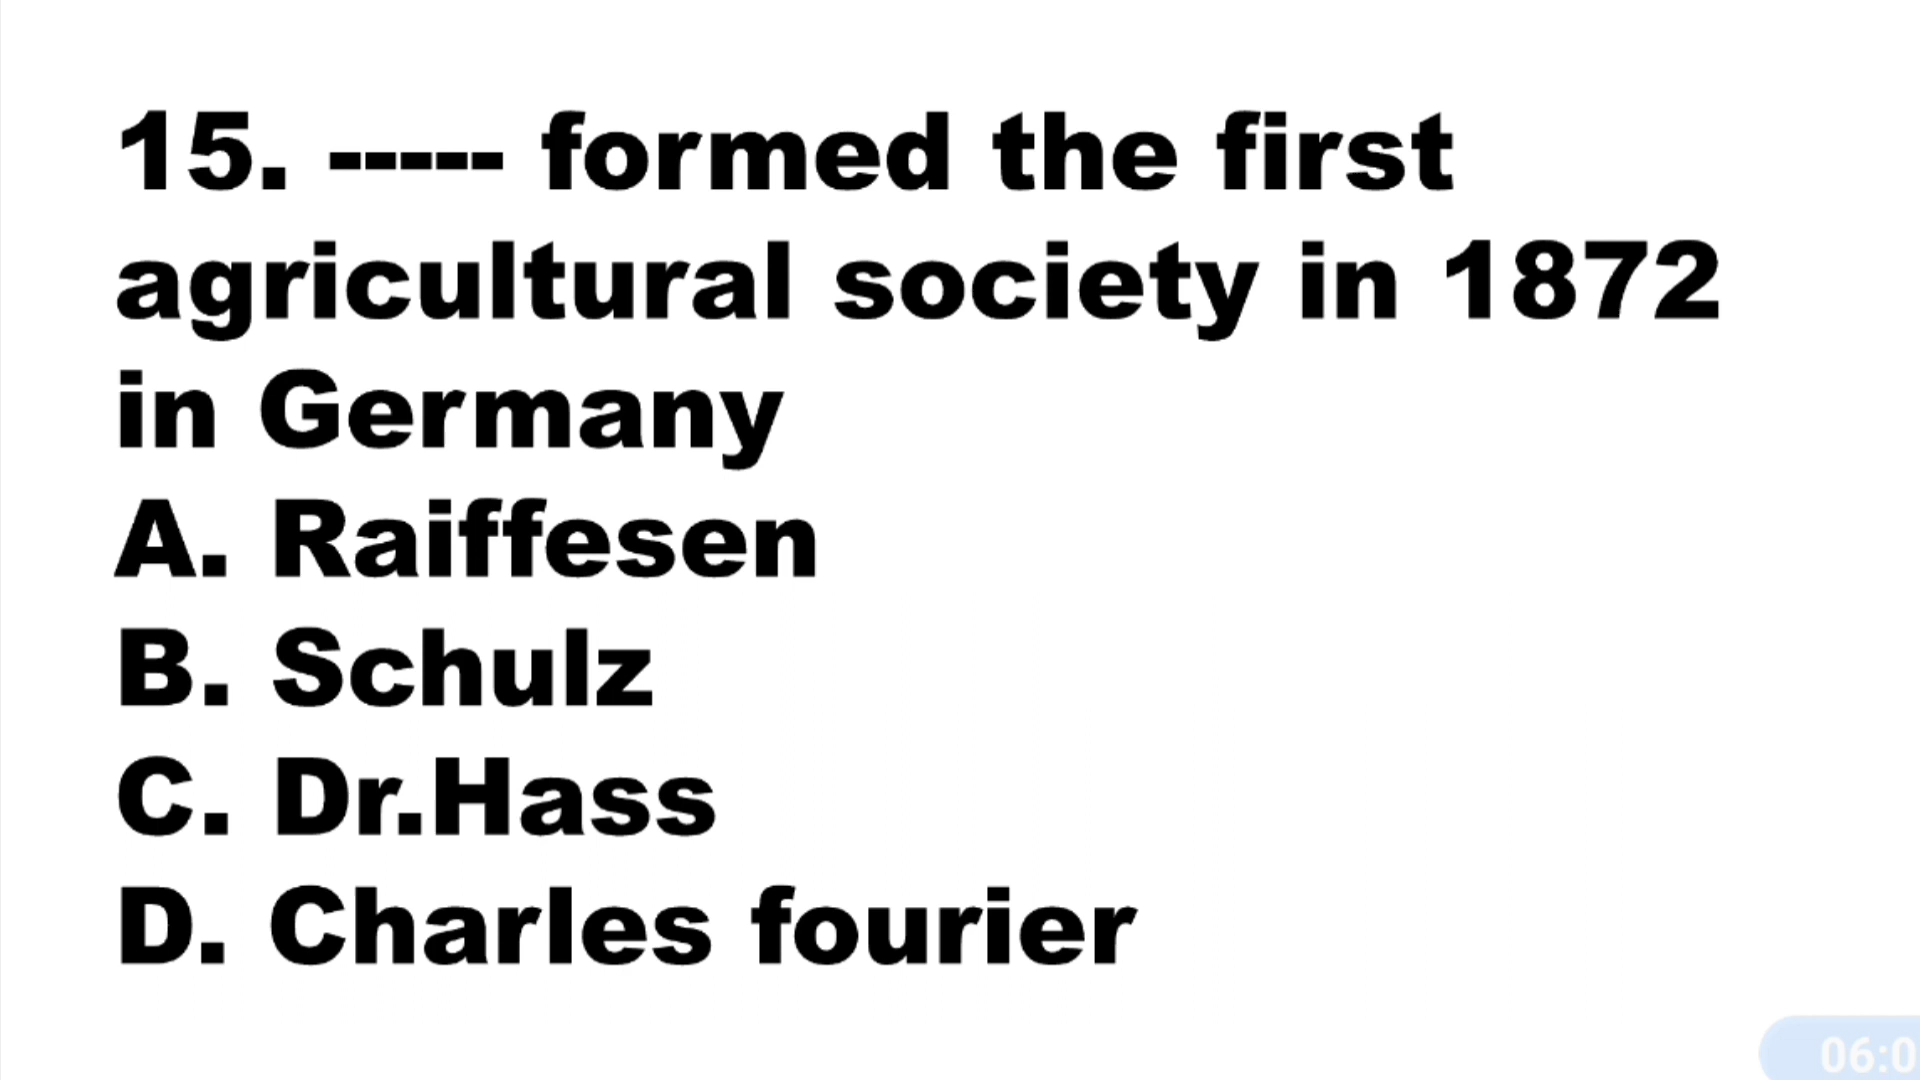 15. ----- formed the first
agricultural society in 1872
in Germany
A. Raiffesen
B. Schulz
C. Dr.Hass
D. Charles fourier
06:0